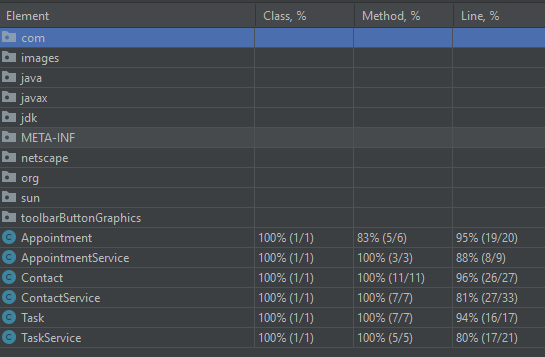 Element Class, % Method, % Line, %
com
images
java
javax
jdk
META-INF
netscape
org
sun
toolbarButtonGraphics
C Appointment 100% (1/1) 83% (5/6) 95% (19/20)
C AppointmentService 100% (1/1) 100% (3/3) 88% (8/9)
C Contact 100% (1/1) 100% (11/11) 96% (26/27)
C ContactService 100% (1/1) 100% (7/7) 81% (27/33)
C Task 100% (1/1) 100% (7/7) 94% (16/17)
C TaskService 100% (1/1) 100% (5/5) 80% (17/21)